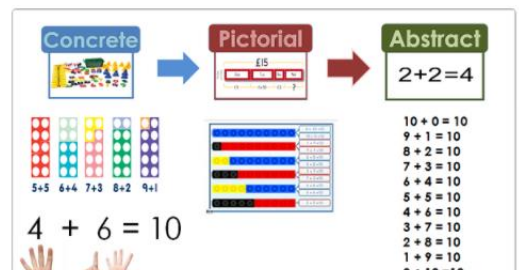 Concrete
Pictorial
Abstract
£15
?
2+2=4
5+5 6+4 7+3 8+2 9+1
4 + 6 = 10
10 + 0 = 10
9 + 1 = 10
8 + 2 = 10
7 + 3 = 10
6 + 4 = 10
5 + 5 = 10
4 + 6 = 10
3 + 7 = 10
2 + 8 = 10
1 + 9 = 10